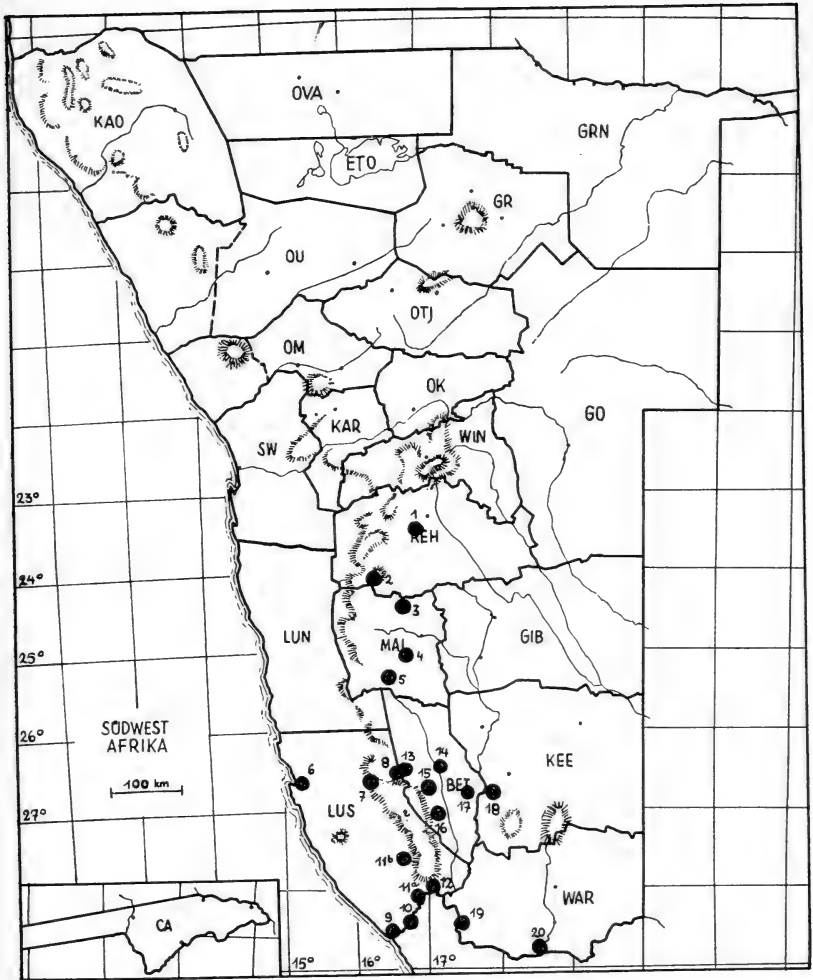 OVA
KAO
GRN
ETO
GR
OU
OTJ
OM
OK
GO
KAR
WIN
SW
23°
1
REH
24°
2
3
LUN
MAL
GIB
4
25°
5
26°
SÜDWEST
AFRIKA
KEE
6
8
13
14
15
BET
100 km
7
17
18
LUS
27°
16
11b
12
11a
WAR
CA
9
10
19
20
15°
16°
17°